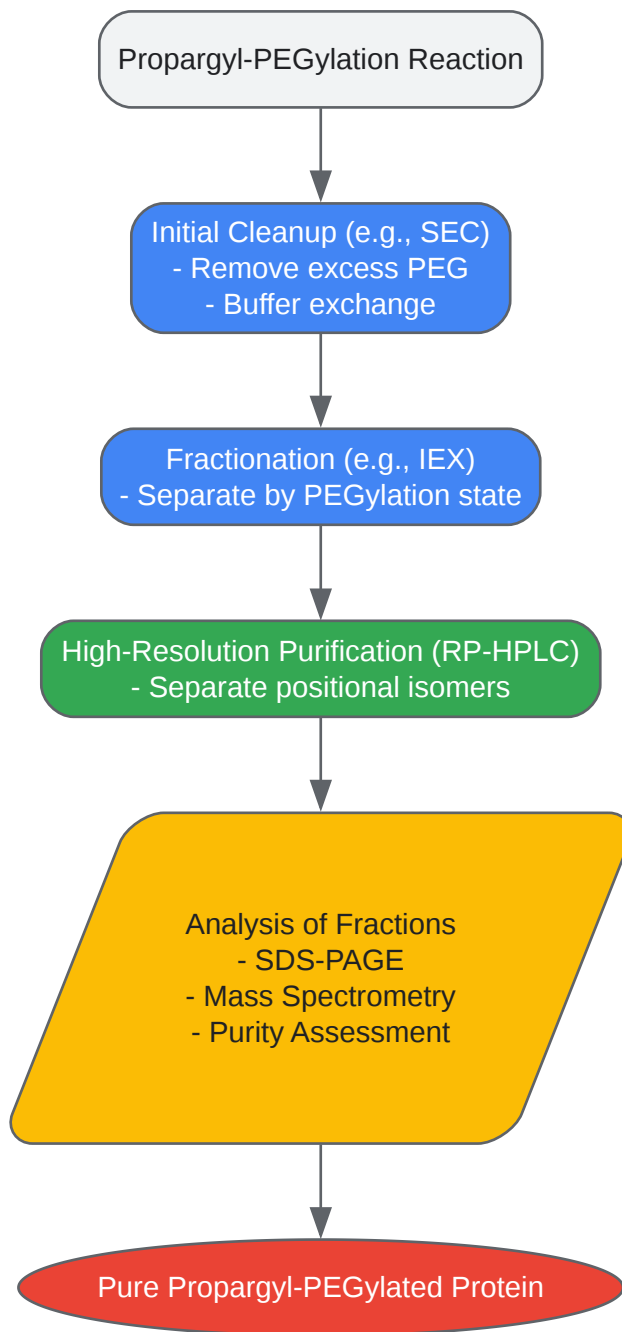 Propargyl-PEGylation Reaction
Initial Cleanup (e.g., SEC)
- Remove excess PEG
- Buffer exchange
Fractionation (e.g., IEX)
- Separate by PEGylation state
High-Resolution Purification (RP-HPLC)
- Separate positional isomers
Analysis of Fractions
- SDS-PAGE
- Mass Spectrometry
- Purity Assessment
Pure Propargyl-PEGylated Protein